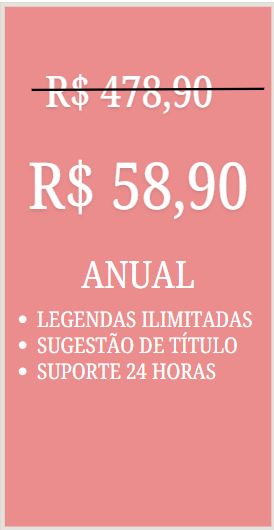 R$ 478,90
R$ 58,90
ANUAL
• LEGENDAS ILIMITADAS
• SUGESTÃO DE TÍTULO
• SUPORTE 24 HORAS